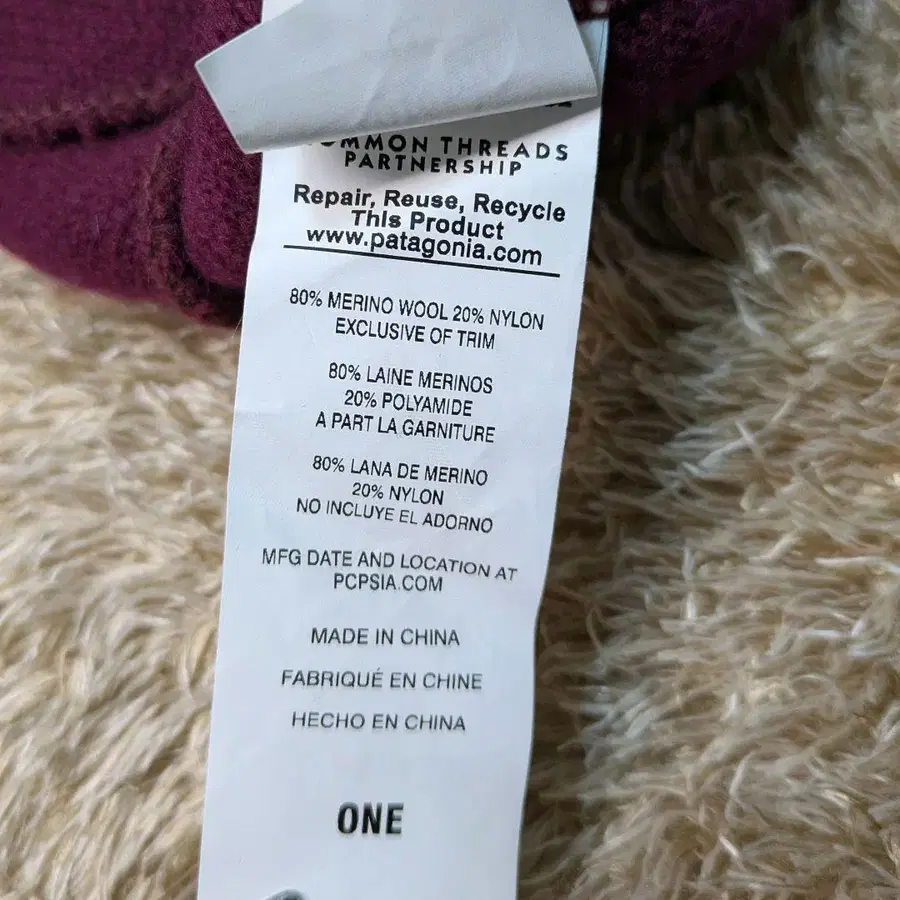 THREADS
PARTNERSHIP
Repair, Reuse, Recycle
This Product
www.patagonia.com
80% MERINO WOOL 20% NYLON
EXCLUSIVE OF TRIM
80% LAINE MERINOS
20% POLYAMIDE
A PART LA GARNITURE
80% LANA DE MERINO
20% NYLON
NO INCLUYE EL ADORNO
MFG DATE AND LOCATION AT
PCPSIA.COM
MADE IN CHINA
FABRIQUÉ EN CHINE
HECHO EN CHINA
ONE